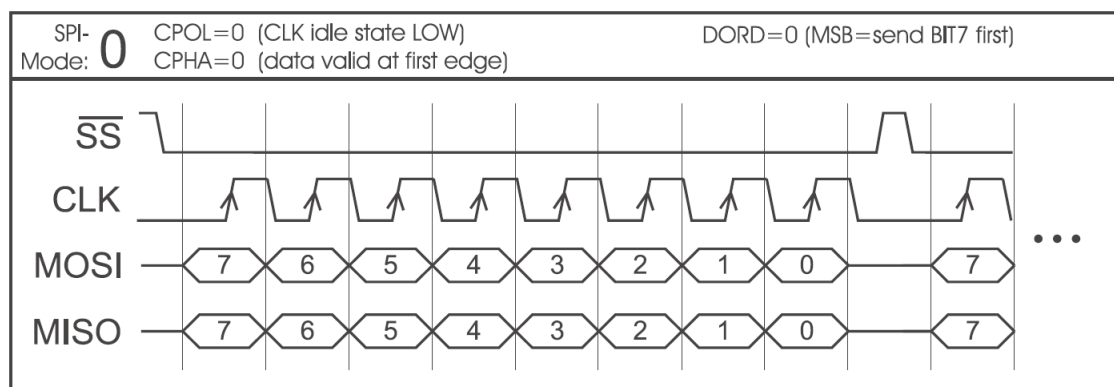 SPI-Mode: 0
CPOL=0 (CLK idle state LOW)
CPHA=0 (data valid at first edge)
DORD=0 (MSB=send BIT7 first)
SS
CLK
MOSI 7 6 5 4 3 2 1 0 7
MISO 7 6 5 4 3 2 1 0 7
•••